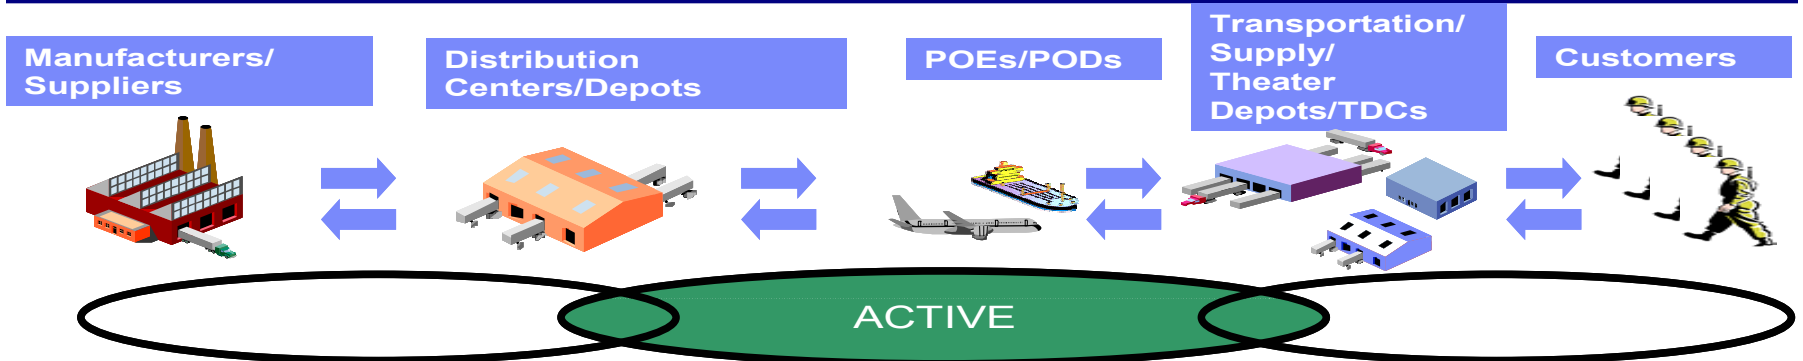 Manufacturers/
Suppliers
Distribution
Centers/Depots
POEs/PODs
Transportation/
Supply/
Theater
Depots/TDCs
Customers
ACTIVE